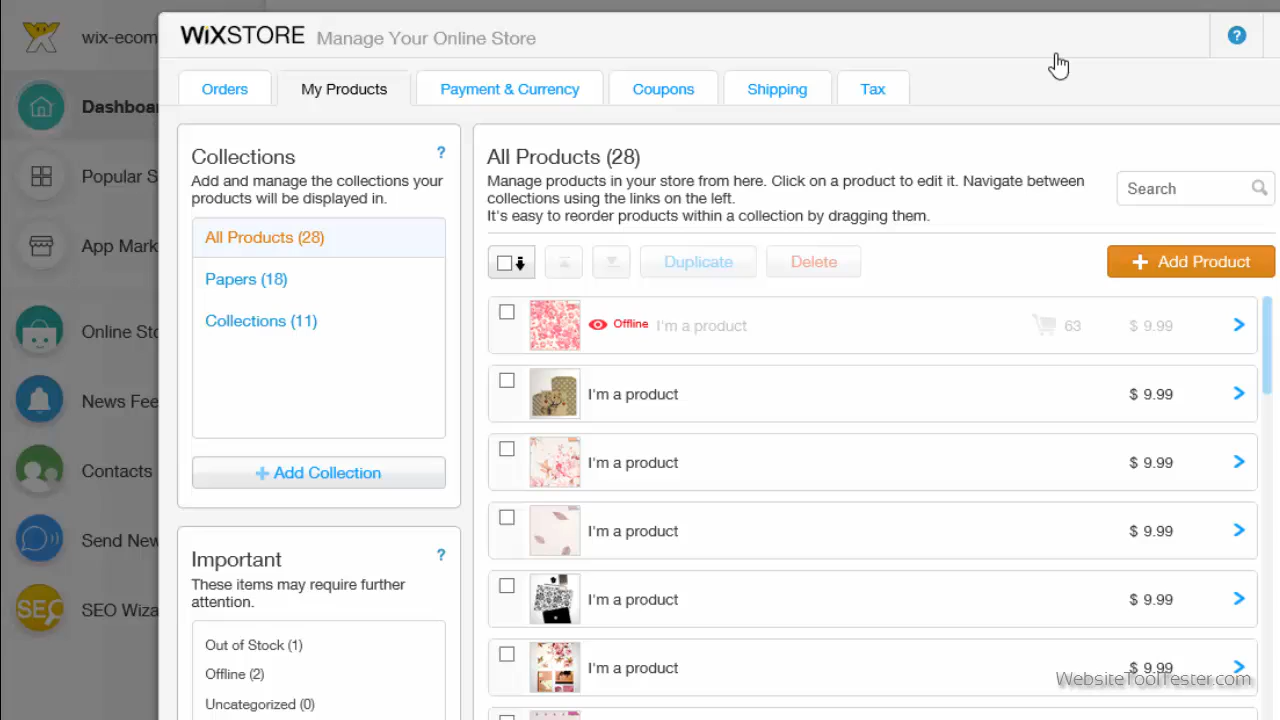 wix-ecom
WiXSTORE Manage Your Online Store
?
Orders
My Products
Payment & Currency
Coupons
Shipping
Tax
Dashboar
Popular S
App Mark
Online Sto
News Fee
Contacts
Send New
SEO
SEO Wiza
Collections
?
Add and manage the collections your
products will be displayed in.
All Products (28)
Papers (18)
Collections (11)
+ Add Collection
Important
?
These items may require further
attention.
Out of Stock (1)
Offline (2)
Uncategorized (0)
All Products (28)
Manage products in your store from here. Click on a product to edit it. Navigate between
collections using the links on the left.
It's easy to reorder products within a collection by dragging them.
Search
Duplicate
Delete
+ Add Product
Offline I'm a product 63 $ 9.99
I'm a product $ 9.99
I'm a product $ 9.99
I'm a product $ 9.99
I'm a product $ 9.99
I'm a product $ 9.99
WebsiteToolTester.com